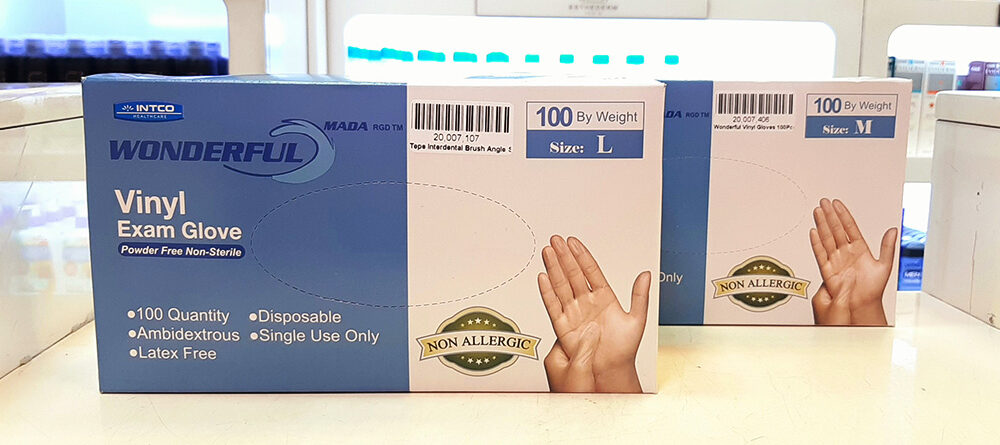 INTCO
HEALTHCARE
MADA RGD TM
WONDERFUL
Vinyl
Exam Glove
Powder Free Non-Sterile
●100 Quantity
●Ambidextrous
●Latex Free
●Disposable
●Single Use Only
20,007,107
Tepe Interdental Brush Angle S
100 By Weight
Size: L
NON ALLERGIC
RGD TM
20,007,406
Wonderful Vinyl Gloves 100Pc
100 By Weight
Size: M
Only
NON ALLERGIC